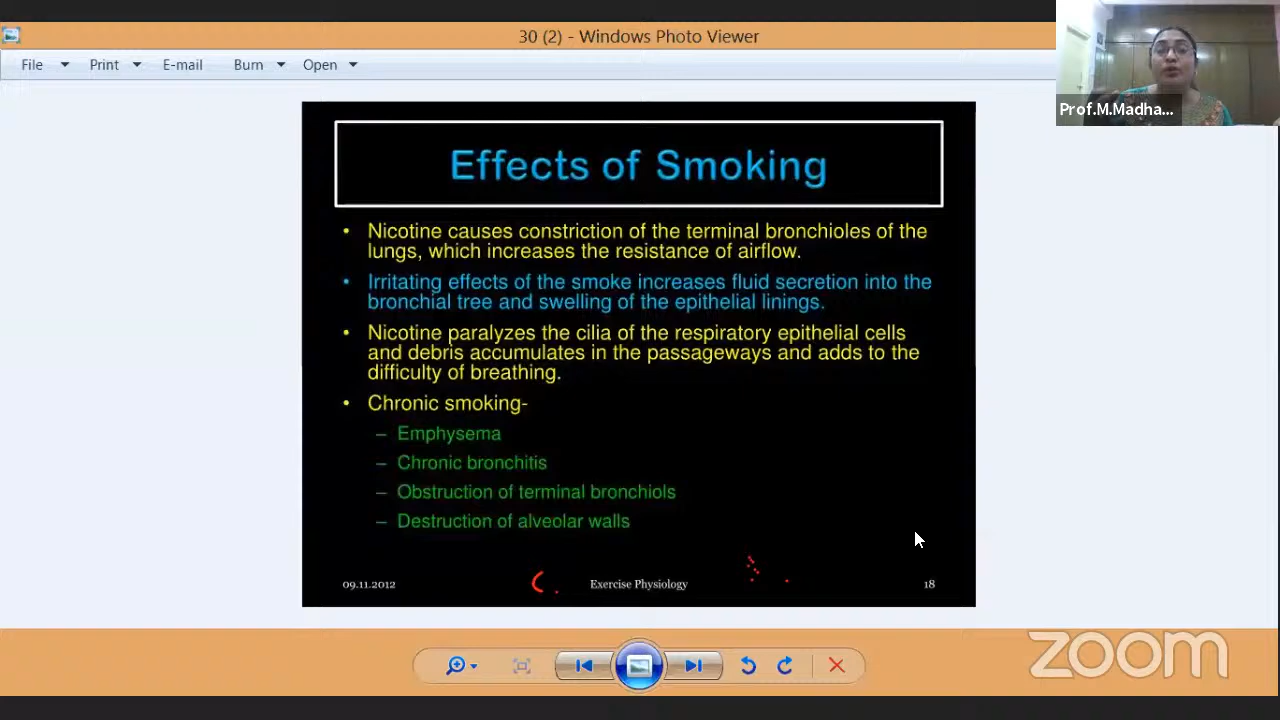 30 (2) - Windows Photo Viewer
File Print E-mail Burn Open
Prof.M.Madha...
Effects of Smoking
• Nicotine causes constriction of the terminal bronchioles of the
lungs, which increases the resistance of airflow.
• Irritating effects of the smoke increases fluid secretion into the
bronchial tree and swelling of the epithelial linings.
• Nicotine paralyzes the cilia of the respiratory epithelial cells
and debris accumulates in the passageways and adds to the
difficulty of breathing.
• Chronic smoking-
– Emphysema
– Chronic bronchitis
– Obstruction of terminal bronchiols
– Destruction of alveolar walls
09.11.2012 Exercise Physiology 18
zoom